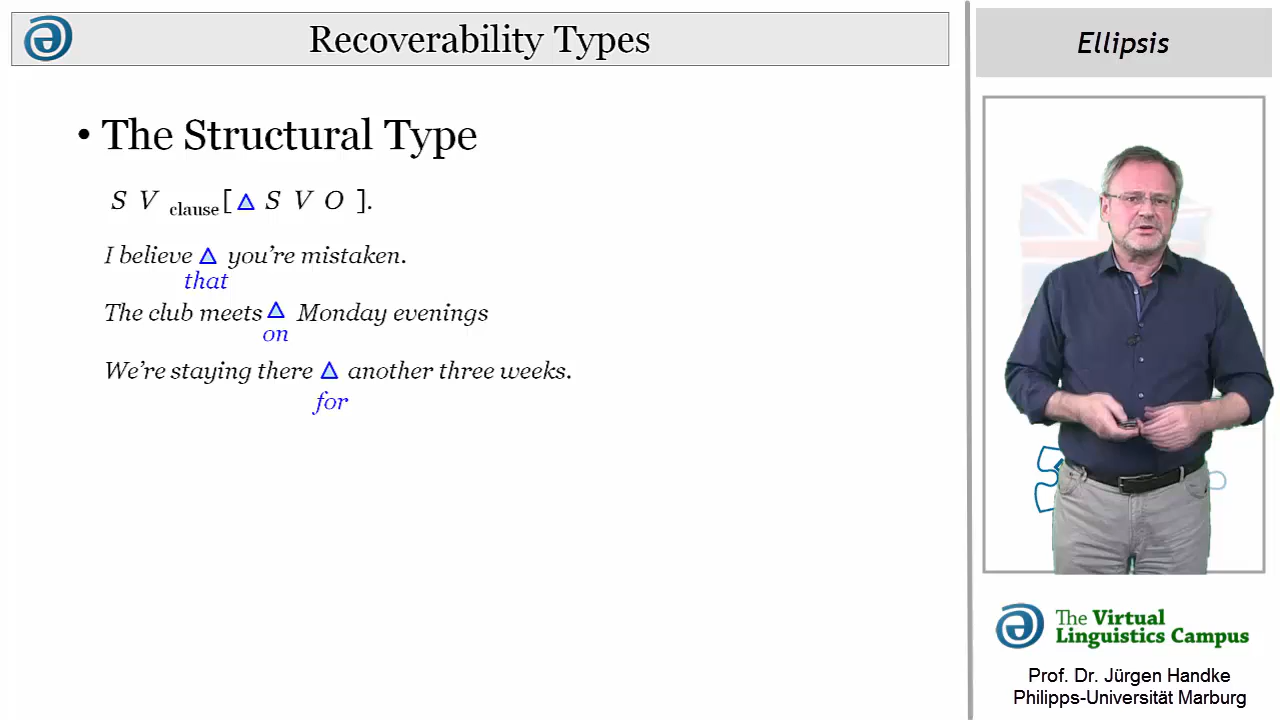 Recoverability Types
Ellipsis
• The Structural Type
S V clause[ Δ S V O ].
I believe Δ you’re mistaken.
that
The club meets Δ Monday evenings
on
We’re staying there Δ another three weeks.
for
The Virtual
Linguistics Campus
Prof. Dr. Jürgen Handke
Philipps-Universität Marburg